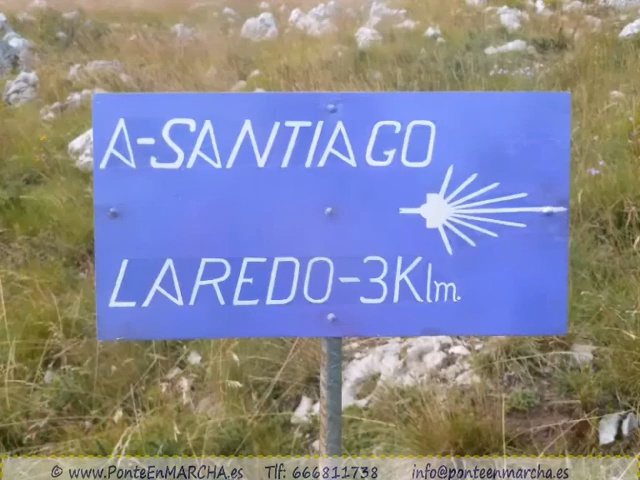 A-SANTIAGO
LAREDO-3Klm.
© www.PonteEnMARCHA.es Tlf: 666811738 info@ponteenmarcha.es